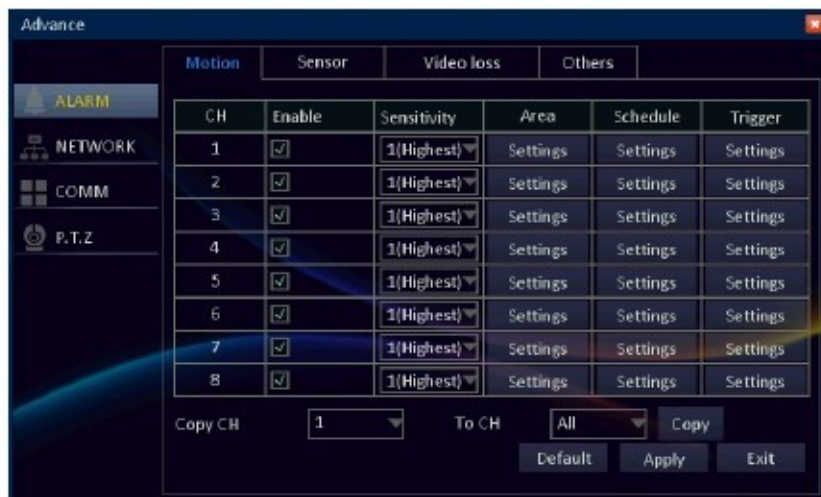 Advance
Motion Sensor Video loss Others
ALARM
NETWORK
COMM
P.T.Z
CH Enable Sensitivity Area Schedule Trigger
1 1(Highest) Settings Settings Settings
2 1(Highest) Settings Settings Settings
3 1(Highest) Settings Settings Settings
4 1(Highest) Settings Settings Settings
5 1(Highest) Settings Settings Settings
6 1(Highest) Settings Settings Settings
7 1(Highest) Settings Settings Settings
8 1(Highest) Settings Settings Settings
Copy CH 1 To CH All Copy
Default Apply Exit